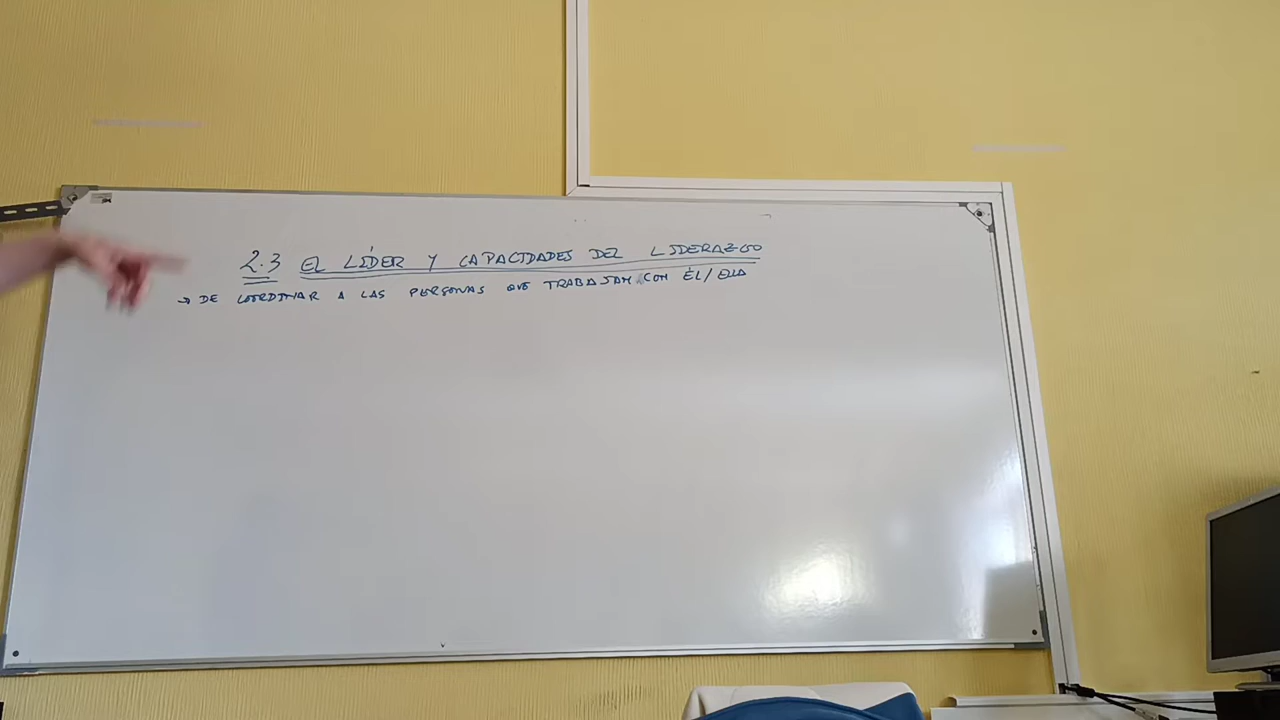 2.3 EL LÍDER Y CAPACIDADES DEL LIDERAZGO
→ DE COORDINAR A LAS PERSONAS QUE TRABAJAN CON ÉL/ELLA